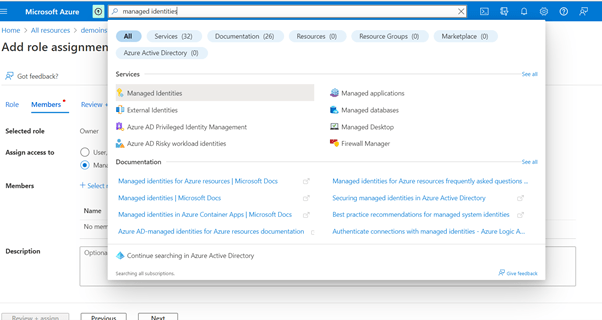 Microsoft Azure
managed identities
Home > All resources > demoins
All
Services (32)
Documentation (26)
Resources (0)
Resource Groups (0)
Marketplace (0)
Azure Active Directory (0)
Add role assignmen
Got feedback?
Services
See all
Managed Identities
Managed applications
External Identities
Managed databases
Azure AD Privileged Identity Management
Managed Desktop
Azure AD Risky workload identities
Firewall Manager
Role
Members
Review +
Selected role
Owner
Assign access to
User,
Mana
Members
+ Select
Name
No mem
Description
Optiona
Documentation
See all
Managed identities for Azure resources | Microsoft Docs
Managed identities for Azure resources frequently asked questions ...
Managed identities | Microsoft Docs
Securing managed identities in Azure Active Directory
Managed identities in Azure Container Apps | Microsoft Docs
Best practice recommendations for managed system identities
Azure AD-managed identities for Azure resources documentation
Authenticate connections with managed identities - Azure Logic A...
Continue searching in Azure Active Directory
Searching all subscriptions.
Give feedback
Review + assign
Previous
Next